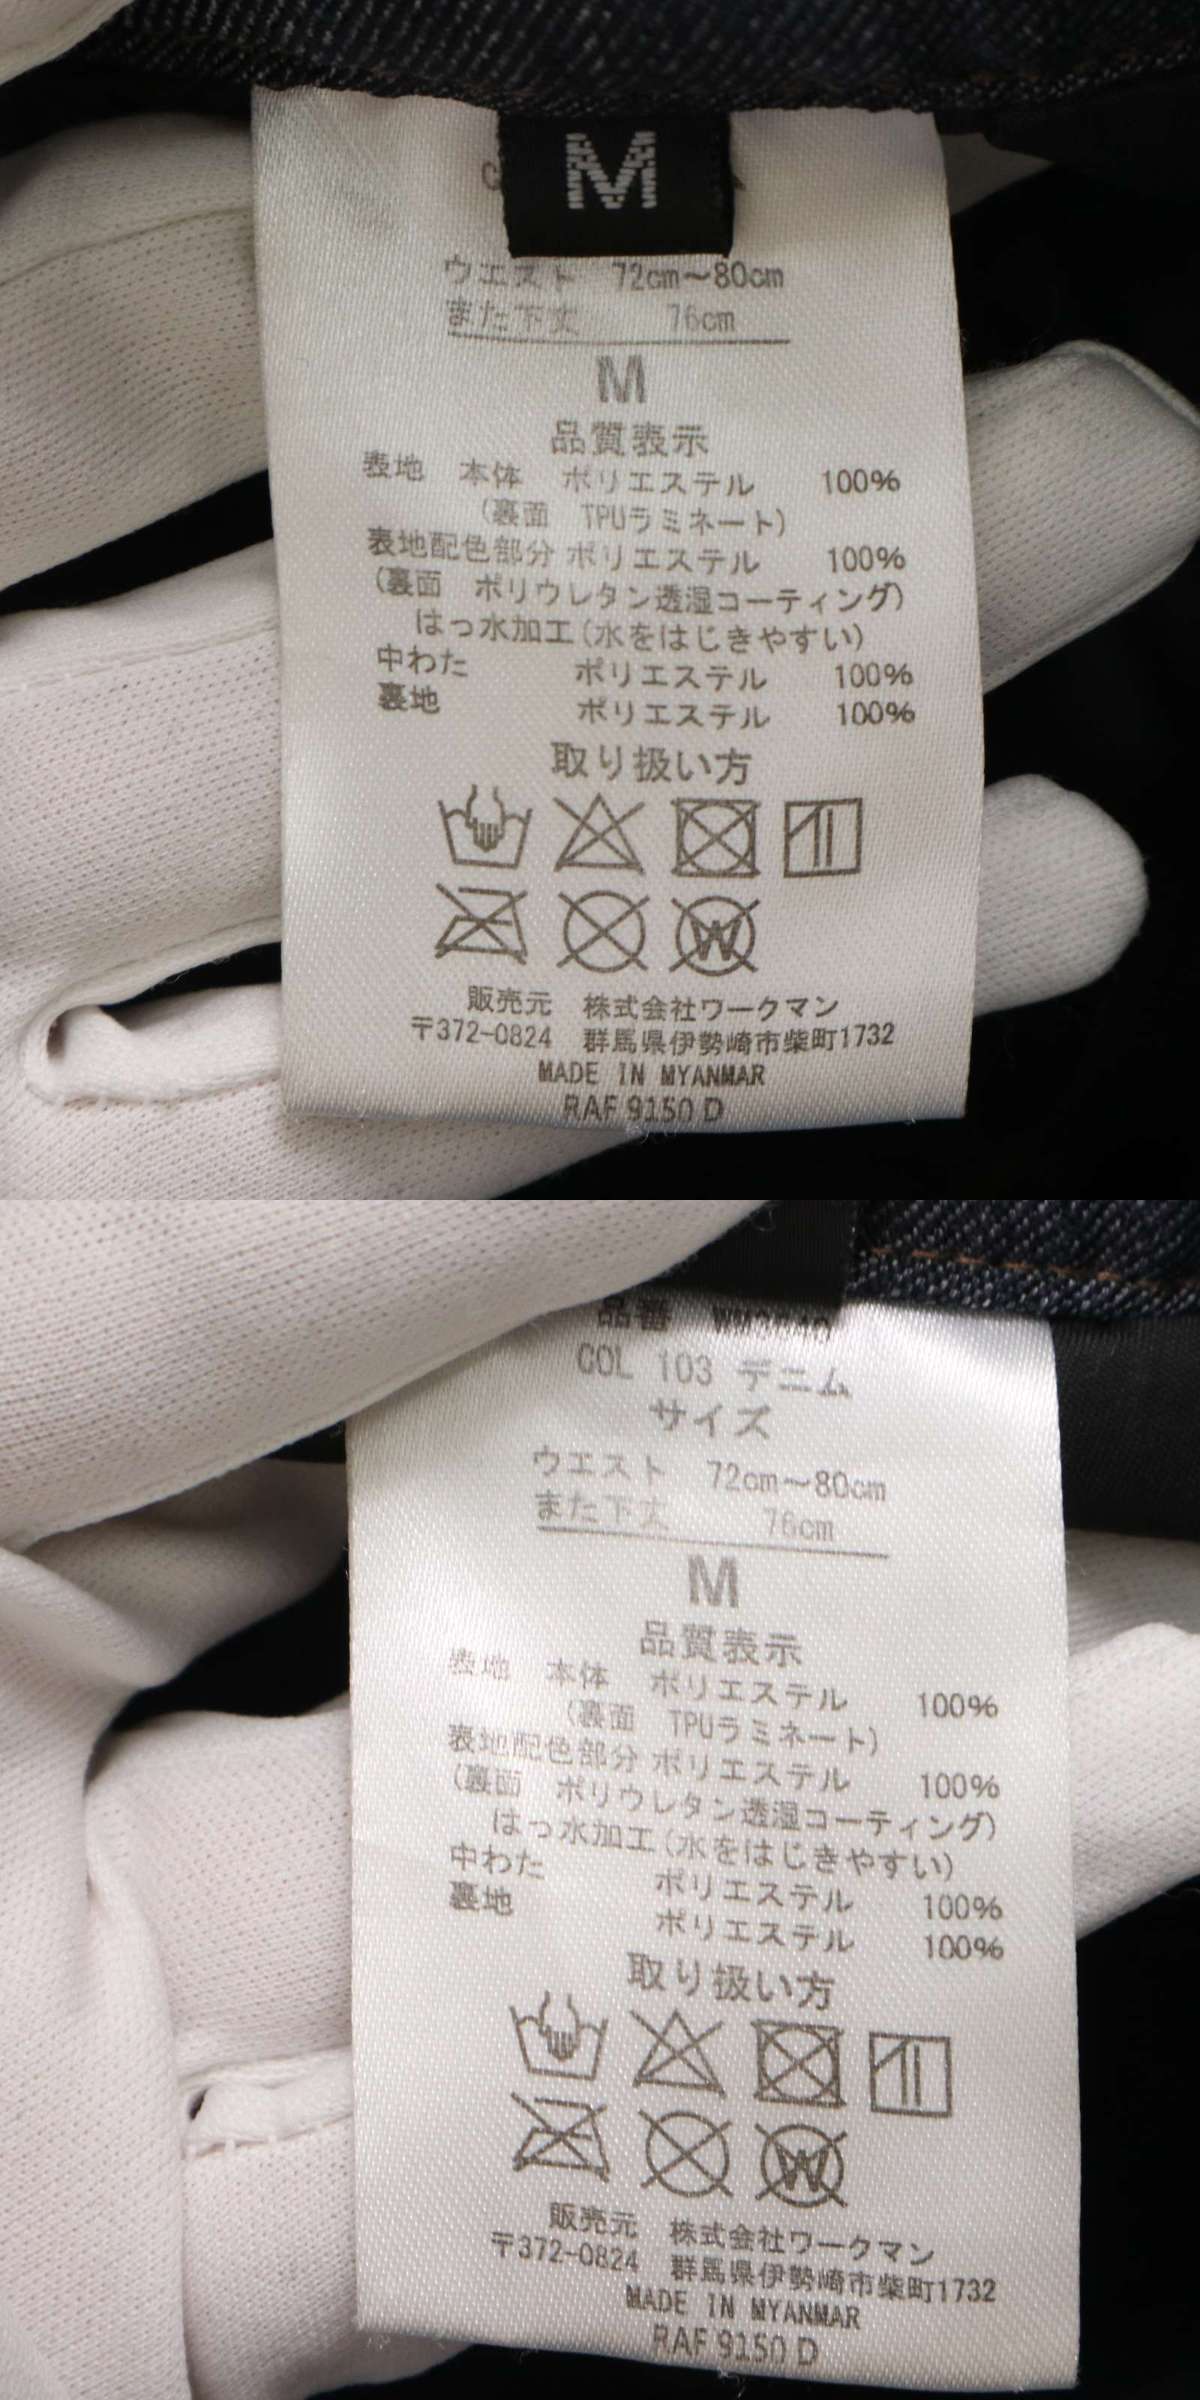 M
ウエスト 72cm～80cm
また下丈 76cm
M
品質表示
表地 本体 ポリエステル 100%
(裏面 TPUラミネート)
表地配色部分 ポリエステル 100%
(裏面 ポリウレタン透湿コーティング)
はっ水加工(水をはじきやすい)
中わた ポリエステル 100%
裏地 ポリエステル 100%
取り扱い方
W
販売元 株式会社ワークマン
〒372-0824 群馬県伊勢崎市柴町1732
MADE IN MYANMAR
RAF 9150 D
品番
COL 103 デニム
サイズ
ウエスト 72cm～80cm
また下丈 76cm
M
品質表示
表地 本体 ポリエステル 100%
(裏面 TPUラミネート)
表地配色部分 ポリエステル 100%
(裏面 ポリウレタン透湿コーティング)
はっ水加工(水をはじきやすい)
中わた ポリエステル 100%
裏地 ポリエステル 100%
取り扱い方
W
販売元 株式会社ワークマン
〒372-0824 群馬県伊勢崎市柴町1732
MADE IN MYANMAR
RAF 9150 D